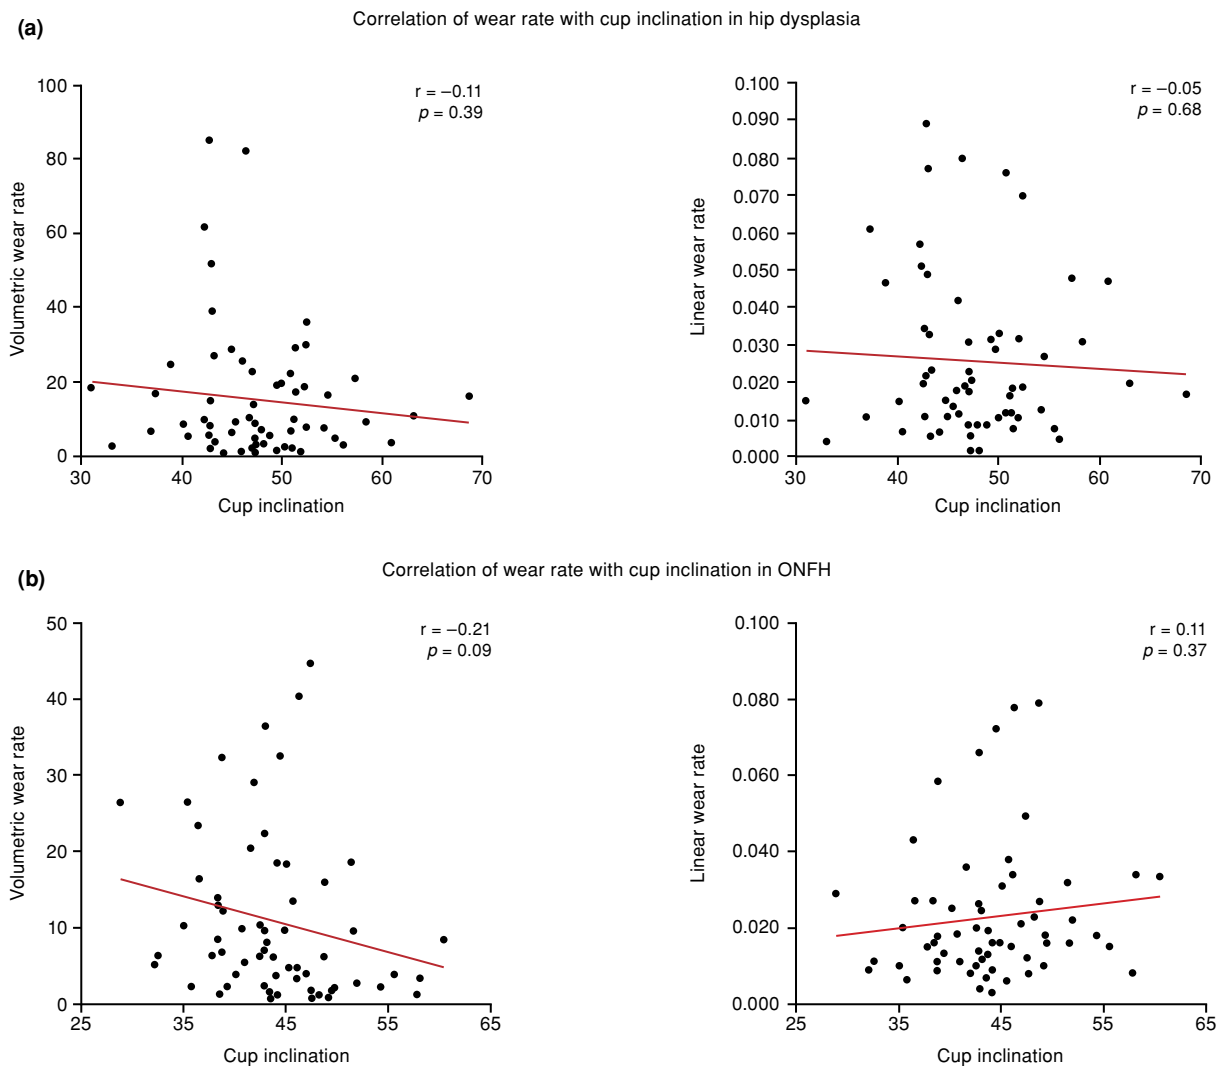 (a)
Correlation of wear rate with cup inclination in hip dysplasia
r = −0.11
p = 0.39
Volumetric wear rate
100
80
60
40
20
0
30
40
50
60
70
Cup inclination
r = −0.05
p = 0.68
Linear wear rate
0.100
0.090
0.080
0.070
0.060
0.050
0.040
0.030
0.020
0.010
0.000
30
40
50
60
70
Cup inclination
(b)
Correlation of wear rate with cup inclination in ONFH
r = −0.21
p = 0.09
Volumetric wear rate
50
40
30
20
10
0
25
35
45
55
65
Cup inclination
r = 0.11
p = 0.37
Linear wear rate
0.100
0.080
0.060
0.040
0.020
0.000
25
35
45
55
65
Cup inclination